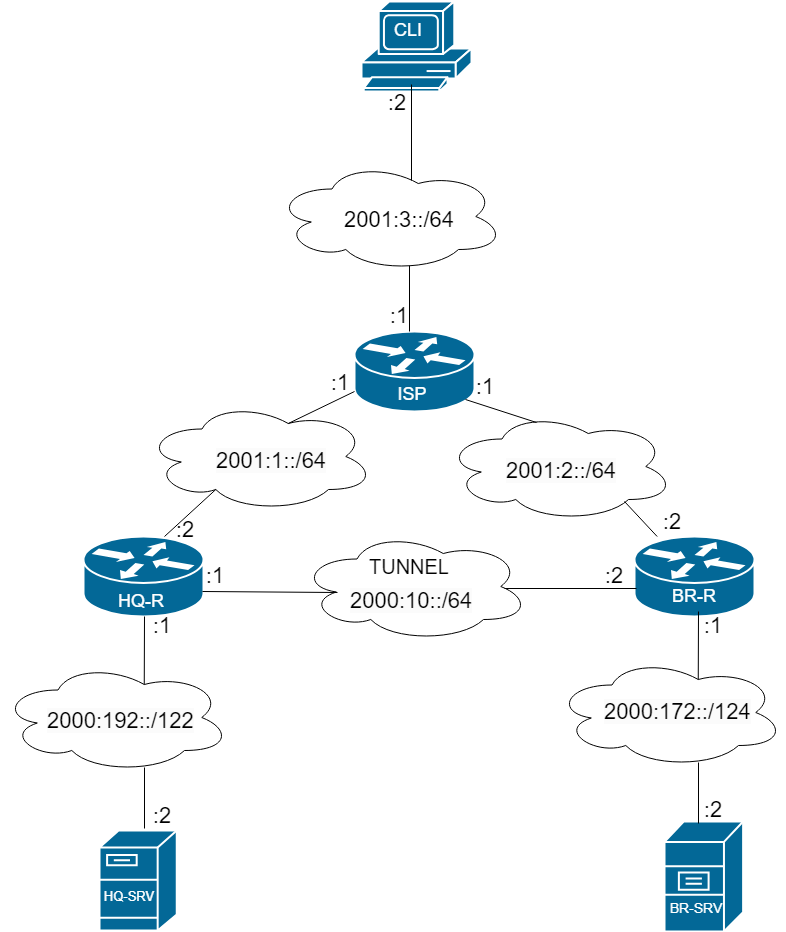 CLI
:2
2001:3::/64
:1
ISP
:1
:1
2001:1::/64
2001:2::/64
:2
:2
HQ-R
:1
TUNNEL
2000:10::/64
:2
BR-R
:1
:1
2000:192::/122
2000:172::/124
:2
:2
HQ-SRV
BR-SRV